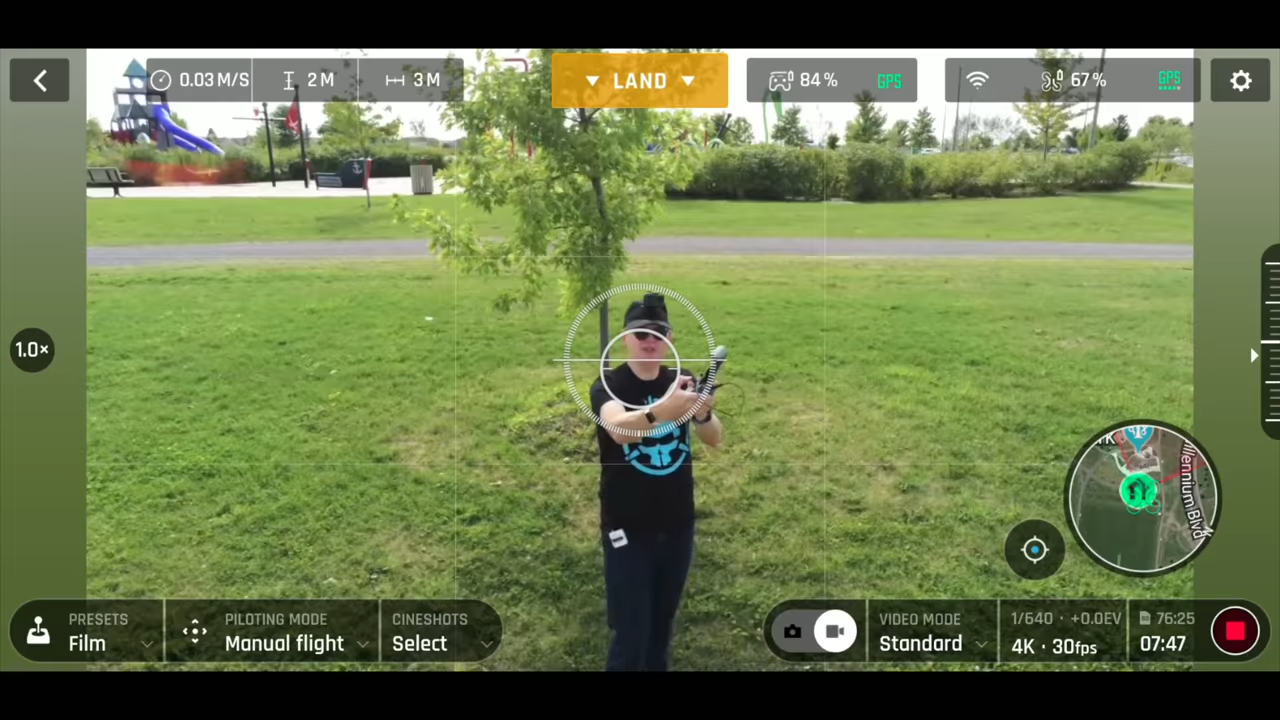 0.03 M/S
2 M
3 M
LAND
84 %
GPS
67 %
GPS
1.0×
llennium Blvd
PRESETS
Film
PILOTING MODE
Manual flight
CINESHOTS
Select
VIDEO MODE
Standard
1/640 · +0.0EV
4K · 30fps
76:25
07:47